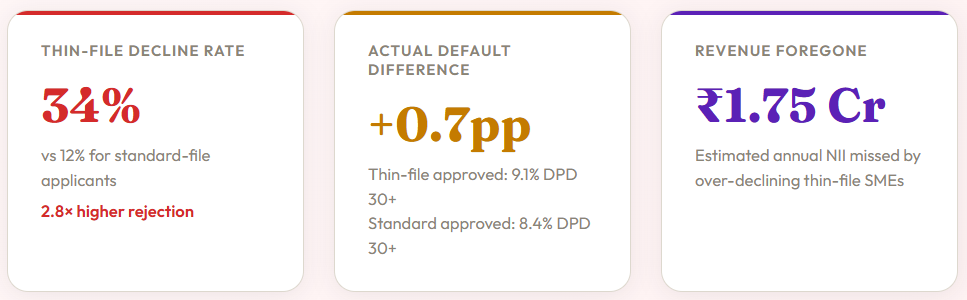 THIN-FILE DECLINE RATE
34%
vs 12% for standard-file
applicants
2.8× higher rejection
ACTUAL DEFAULT
DIFFERENCE
+0.7pp
Thin-file approved: 9.1% DPD
30+
Standard approved: 8.4% DPD
30+
REVENUE FOREGONE
₹1.75 Cr
Estimated annual NII missed by
over-declining thin-file SMEs